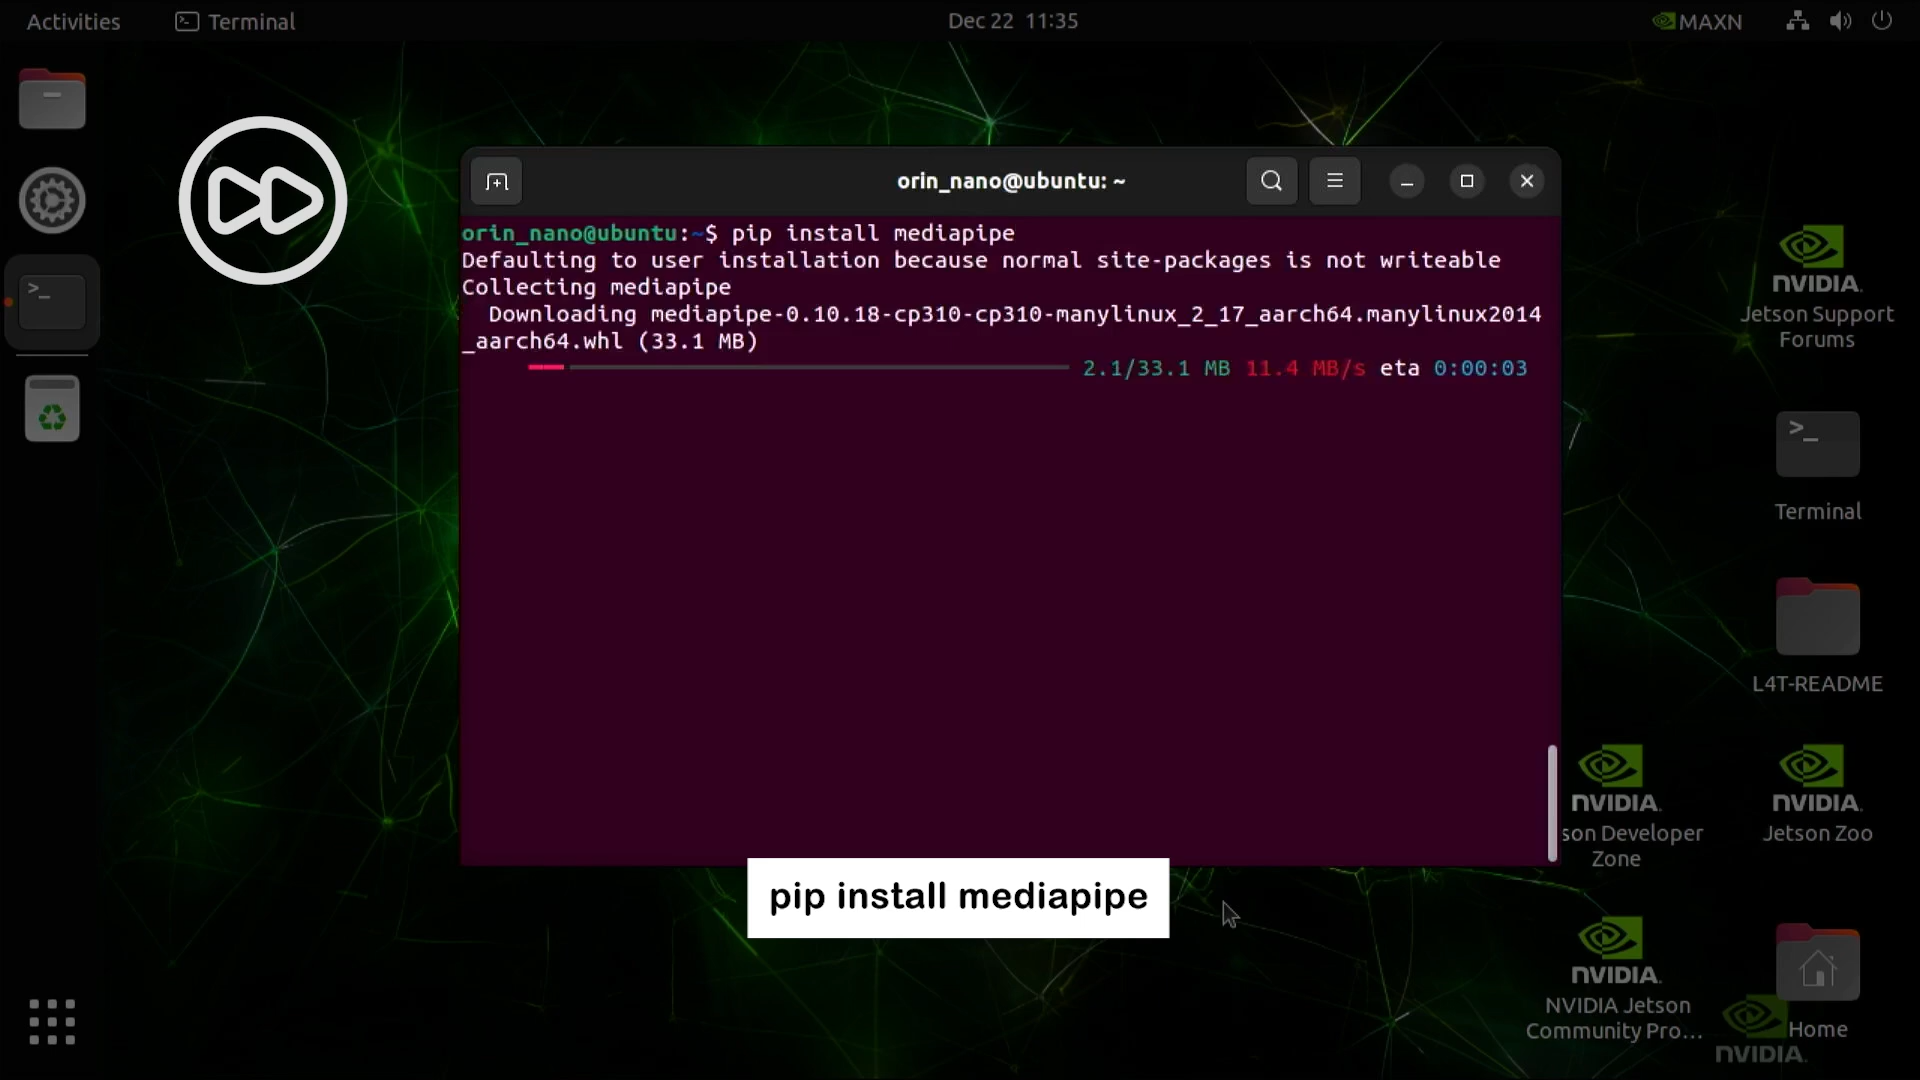 Activities
Terminal
Dec 22 11:35
MAXN
orin_nano@ubuntu: ~
orin_nano@ubuntu:~$ pip install mediapipe
Defaulting to user installation because normal site-packages is not writeable
Collecting mediapipe
Downloading mediapipe-0.10.18-cp310-cp310-manylinux_2_17_aarch64.manylinux2014
_aarch64.whl (33.1 MB)
2.1/33.1 MB 11.4 MB/s eta 0:00:03
pip install mediapipe
NVIDIA.
Jetson Support
Forums
>_
Terminal
L4T-README
NVIDIA.
son Developer
Zone
NVIDIA.
Jetson Zoo
NVIDIA.
NVIDIA Jetson
Community Pro...
Home
NVIDIA.